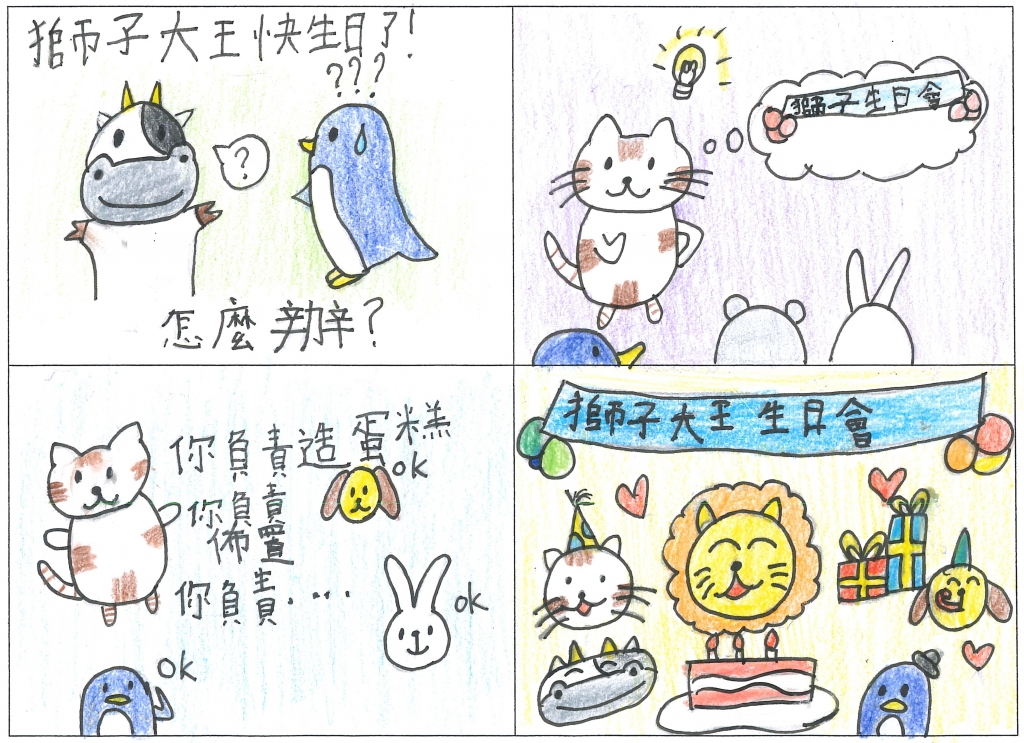 獅子大王快生日了!
???
?
怎麼辦?
獅子生日會
你負責造蛋糕
ok
你負責
佈置
你負責....
ok
ok
獅子大王生日會